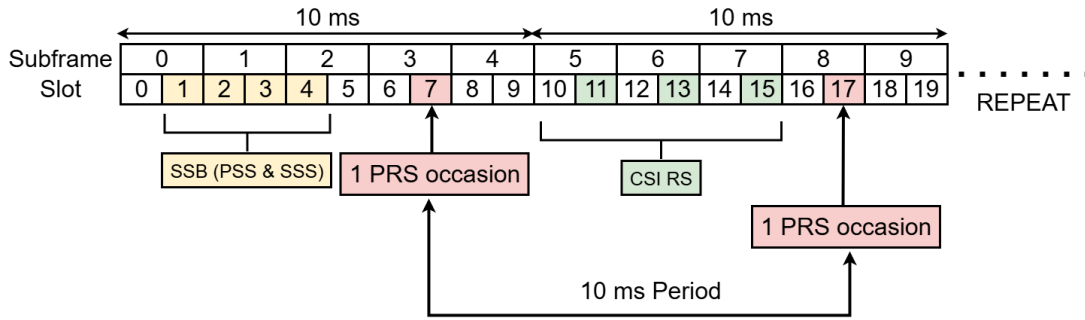 10 ms 10 ms
Subframe 0 1 2 3 4 5 6 7 8 9
Slot 0 1 2 3 4 5 6 7 8 9 10 11 12 13 14 15 16 17 18 19
. . . . . . .
REPEAT
SSB (PSS & SSS) 1 PRS occasion CSI RS
1 PRS occasion
10 ms Period